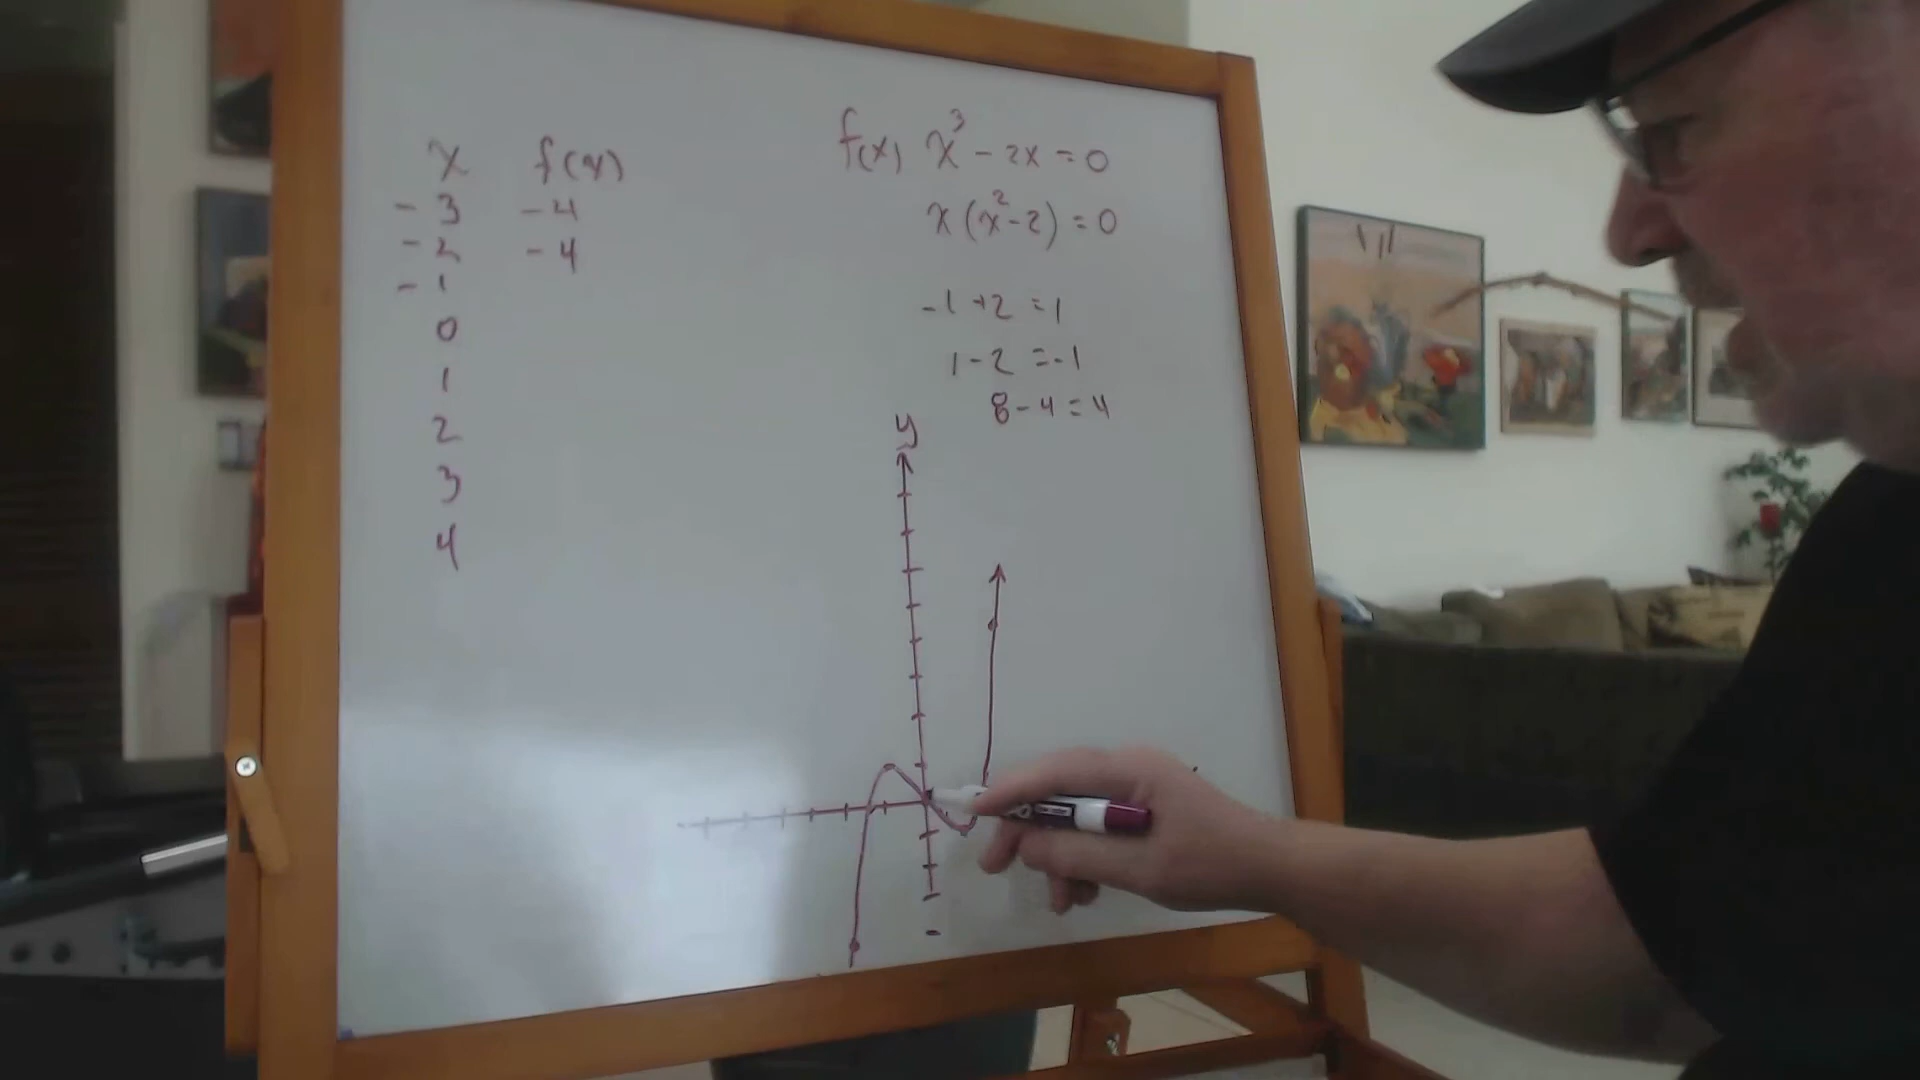 x f(x)
-3 -4
-2 -4
-1
0
1
2
3
4
f(x) x³ - 2x = 0
x(x²-2) = 0
-1 +2 = 1
1 - 2 = -1
8 - 4 = 4
y